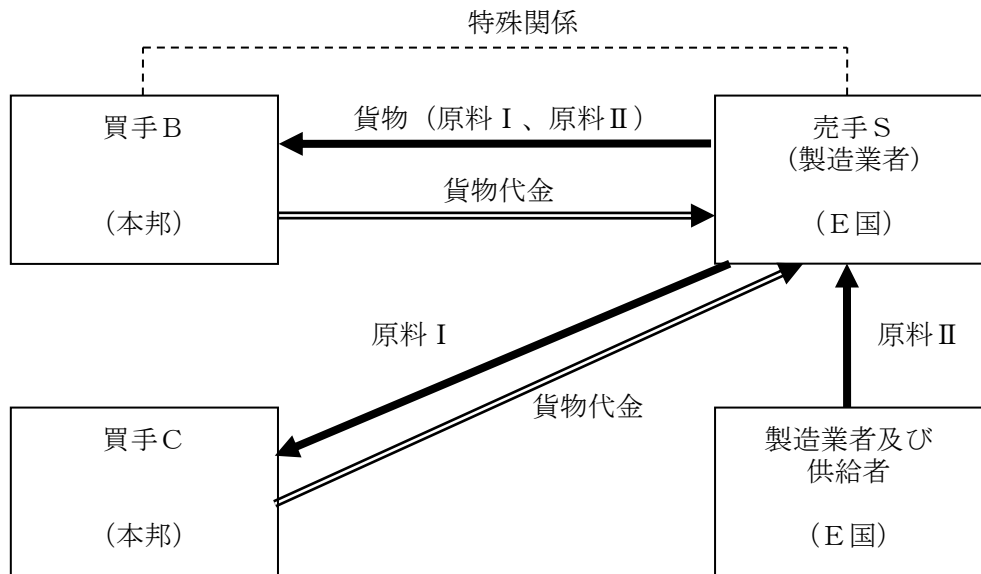 特殊関係
買手B
(本邦)
貨物(原料Ⅰ、原料Ⅱ)
貨物代金
売手S
(製造業者)
(E国)
原料Ⅰ
貨物代金
原料Ⅱ
買手C
(本邦)
製造業者及び
供給者
(E国)